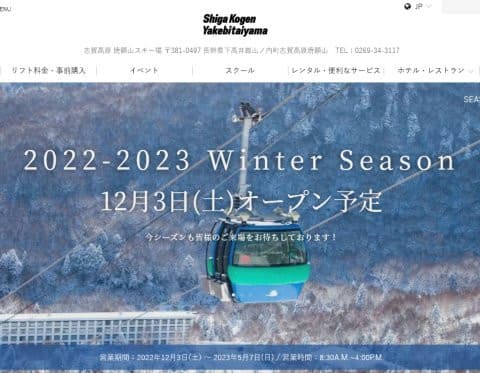 MENU
JP
Shiga Kogen
Yakebitaiyama
志賀高原 焼額山スキー場 〒381-0497 長野県下高井郡山ノ内町志賀高原焼額山 TEL：0269-34-3117
リフト料金・事前購入 イベント スクール レンタル・便利なサービス ホテル・レストラン
SEA
2022-2023 Winter Season
12月3日(土)オープン予定
今シーズンも皆様のご来場をお待ちしております！
営業期間：2022年12月3日(土) ～ 2023年5月7日(日) / 営業時間：8:30A.M.~4:00P.M.